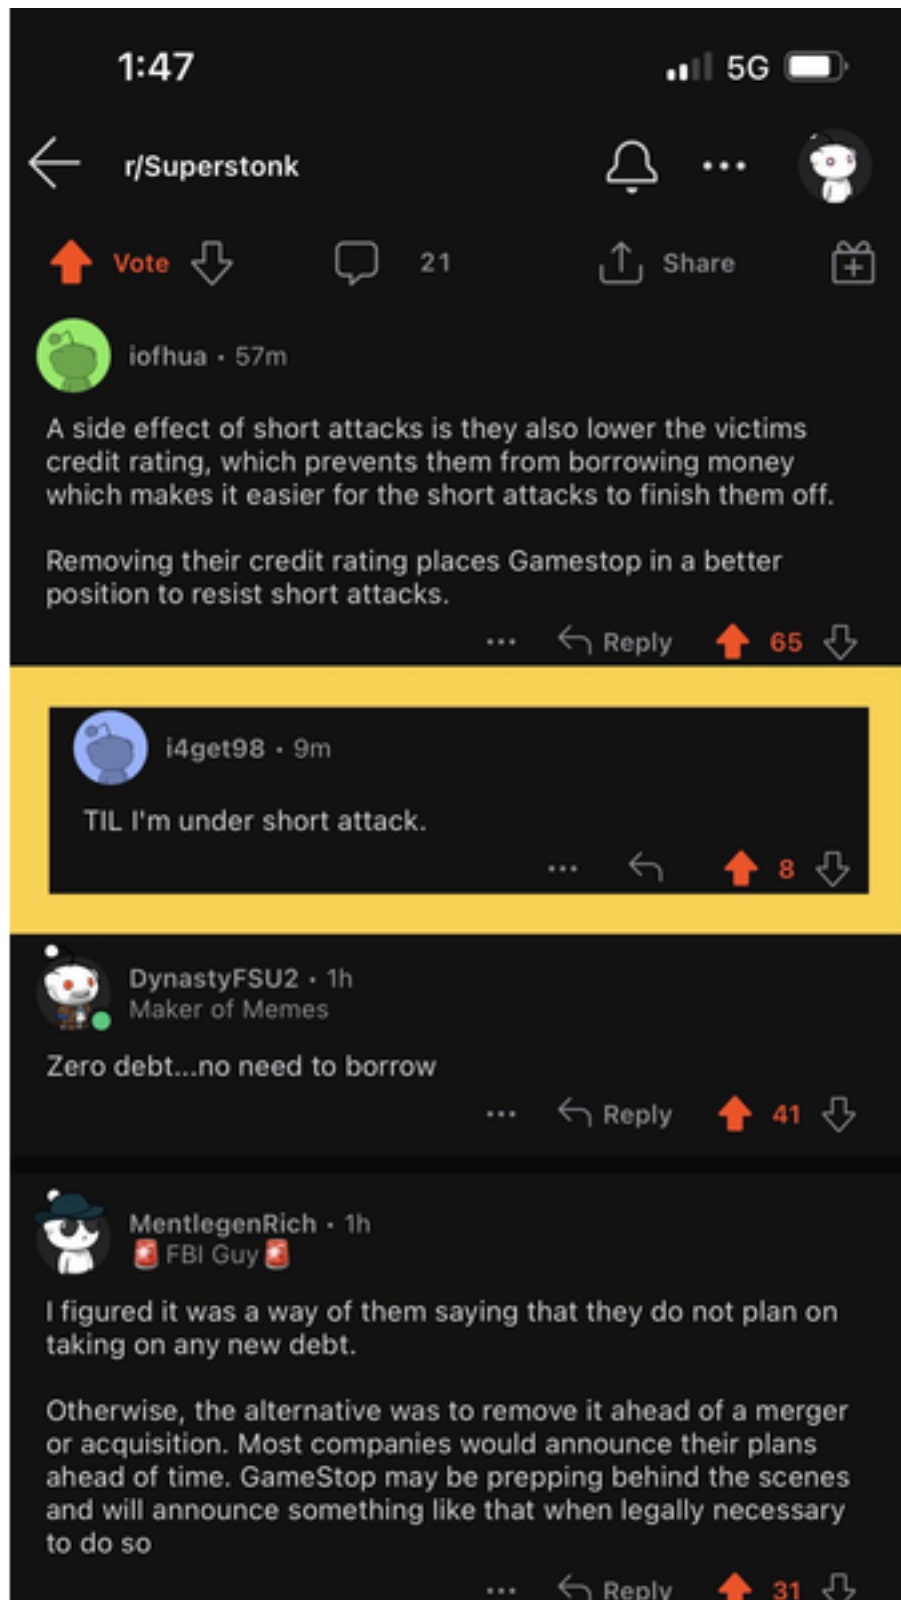 1:47 5G
r/Superstonk
Vote 21 Share
iofhua • 57m
A side effect of short attacks is they also lower the victims
credit rating, which prevents them from borrowing money
which makes it easier for the short attacks to finish them off.
Removing their credit rating places Gamestop in a better
position to resist short attacks.
Reply 65
i4get98 • 9m
TIL I'm under short attack.
8
DynastyFSU2 • 1h
Maker of Memes
Zero debt...no need to borrow
Reply 41
MentlegenRich • 1h
🚨 FBI Guy 🚨
I figured it was a way of them saying that they do not plan on
taking on any new debt.
Otherwise, the alternative was to remove it ahead of a merger
or acquisition. Most companies would announce their plans
ahead of time. GameStop may be prepping behind the scenes
and will announce something like that when legally necessary
to do so
Reply 31